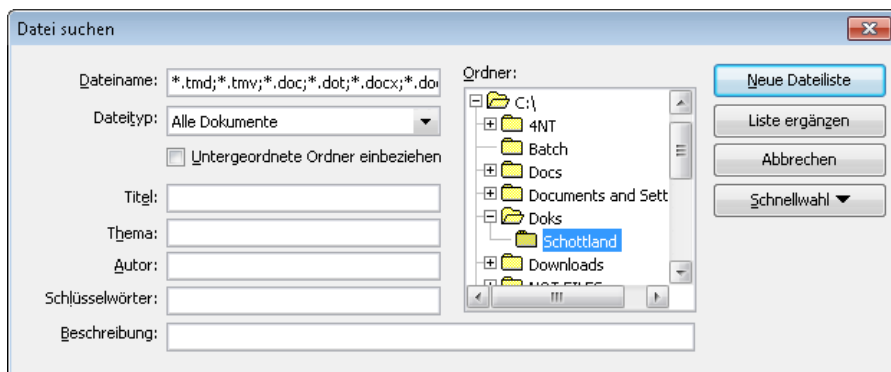 Datei suchen
Dateiname: *.tmd;*.tmv;*.doc;*.dot;*.docx;*.do
Dateityp: Alle Dokumente
Untergeordnete Ordner einbeziehen
Titel:
Thema:
Autor:
Schlüsselwörter:
Beschreibung:
Ordner:
C:\
4NT
Batch
Docs
Documents and Sett
Doks
Schottland
Downloads
Neue Dateiliste
Liste ergänzen
Abbrechen
Schnellwahl